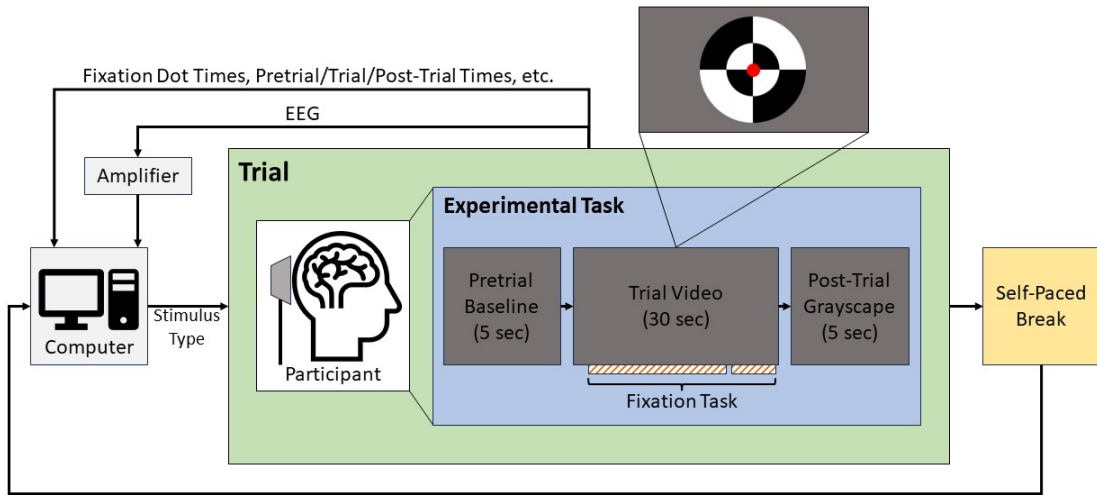 Fixation Dot Times, Pretrial/Trial/Post-Trial Times, etc.
EEG
Amplifier
Trial
Experimental Task
Pretrial
Baseline
(5 sec)
Trial Video
(30 sec)
Post-Trial
Grayscape
(5 sec)
Self-Paced
Break
Computer
Stimulus
Type
Participant
Fixation Task